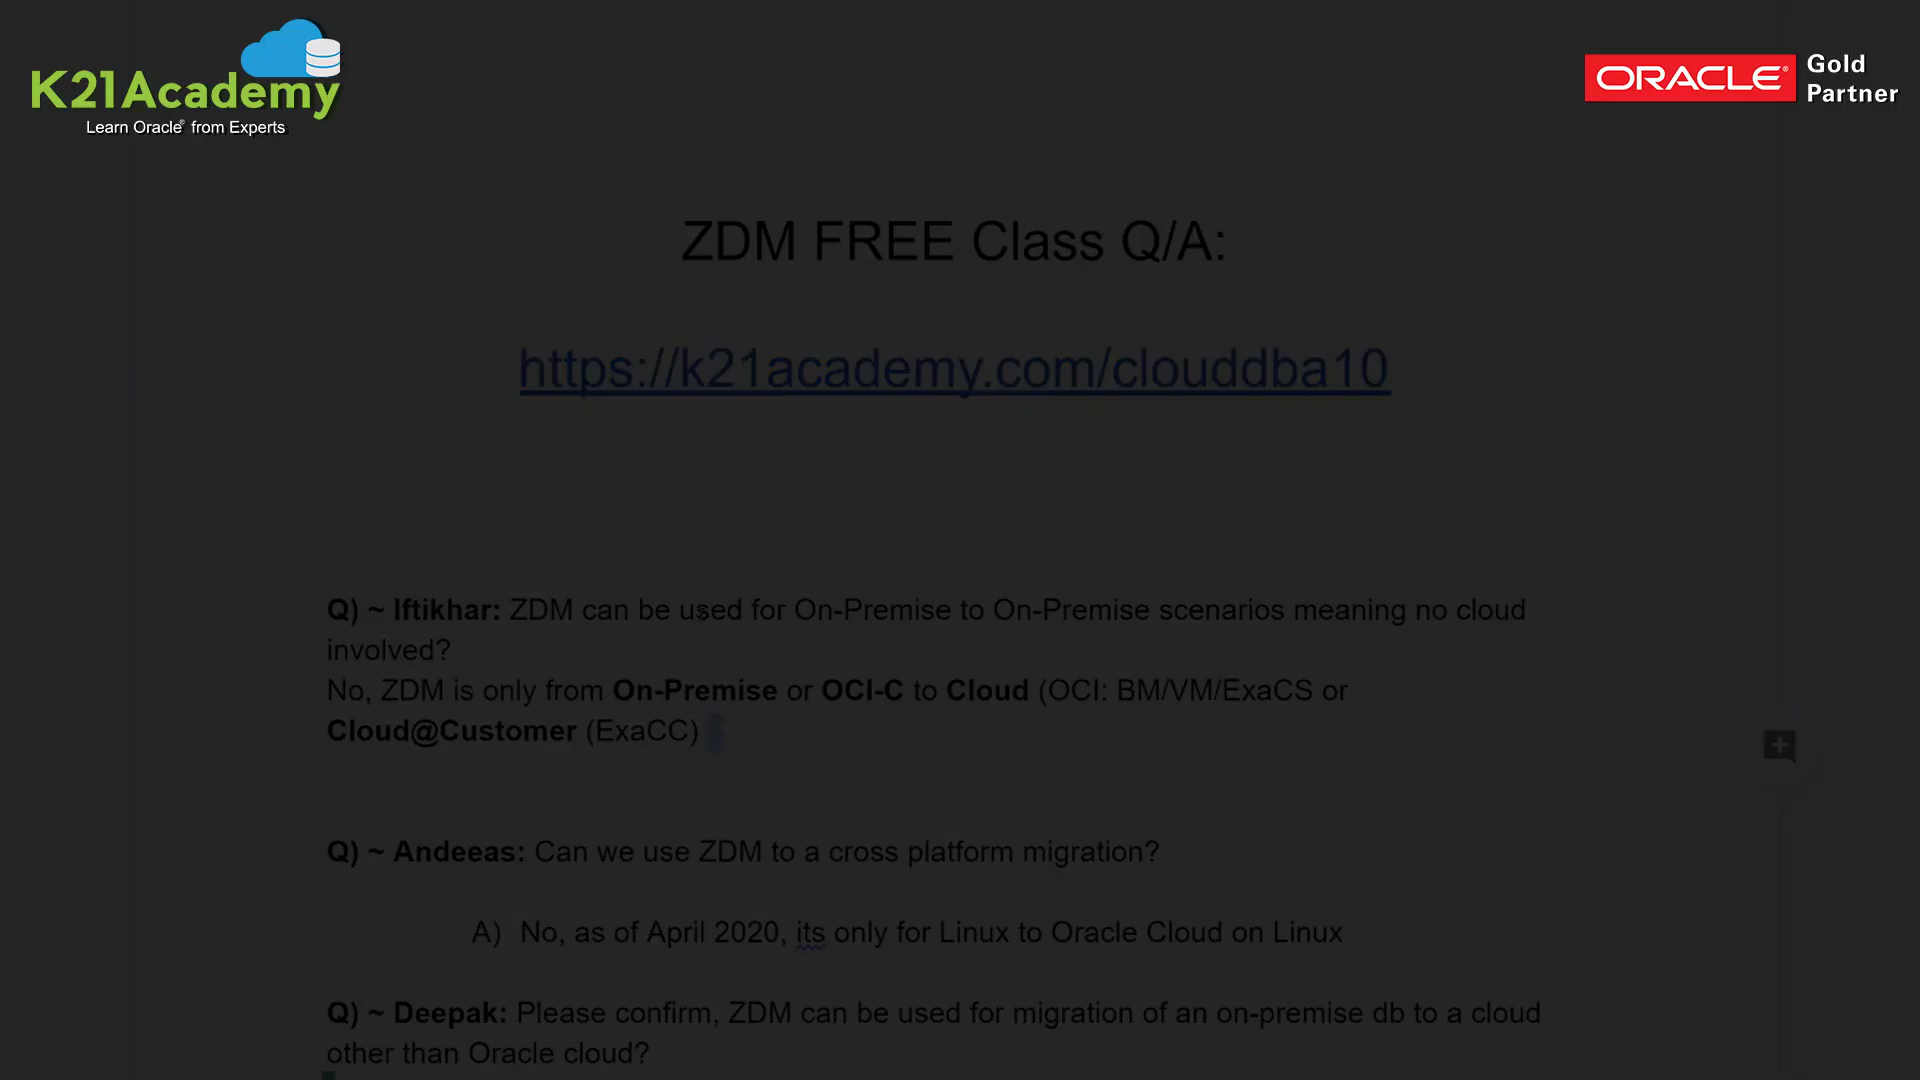 K21Academy
Learn Oracle® from Experts
ORACLE® Gold
Partner
ZDM FREE Class Q/A:
https://k21academy.com/clouddba10
Q) ~ Iftikhar: ZDM can be used for On-Premise to On-Premise scenarios meaning no cloud
involved?
No, ZDM is only from On-Premise or OCI-C to Cloud (OCI: BM/VM/ExaCS or
Cloud@Customer (ExaCC)
Q) ~ Andeeas: Can we use ZDM to a cross platform migration?
A) No, as of April 2020, its only for Linux to Oracle Cloud on Linux
Q) ~ Deepak: Please confirm, ZDM can be used for migration of an on-premise db to a cloud
other than Oracle cloud?